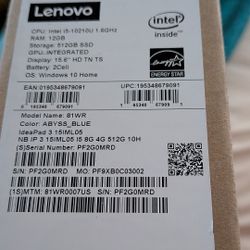 Lenovo
intel
inside™
CPU: Intel i5-10210U 1.6GHz
RAM: 12GB
Storage: 512GB SSD
GPU: INTEGRATED
Display: 15.6" HD TN TS
Battery: 2Cell
OS: Windows 10 Home
ENERGY STAR
EAN:0195348679091
UPC:195348679091
Model Name: 81WR
Color: ABYSS_BLUE
IdeaPad 3 15IML05
NB IP 3 15IML05 I5 8G 4G 512G 10H
(S)Serial Number: PF2G0MRD
S/N: PF2G0MRD MO: PF9XB0C03002
(1S)MTM: 81WR0007US S/N: PF2G0MRD